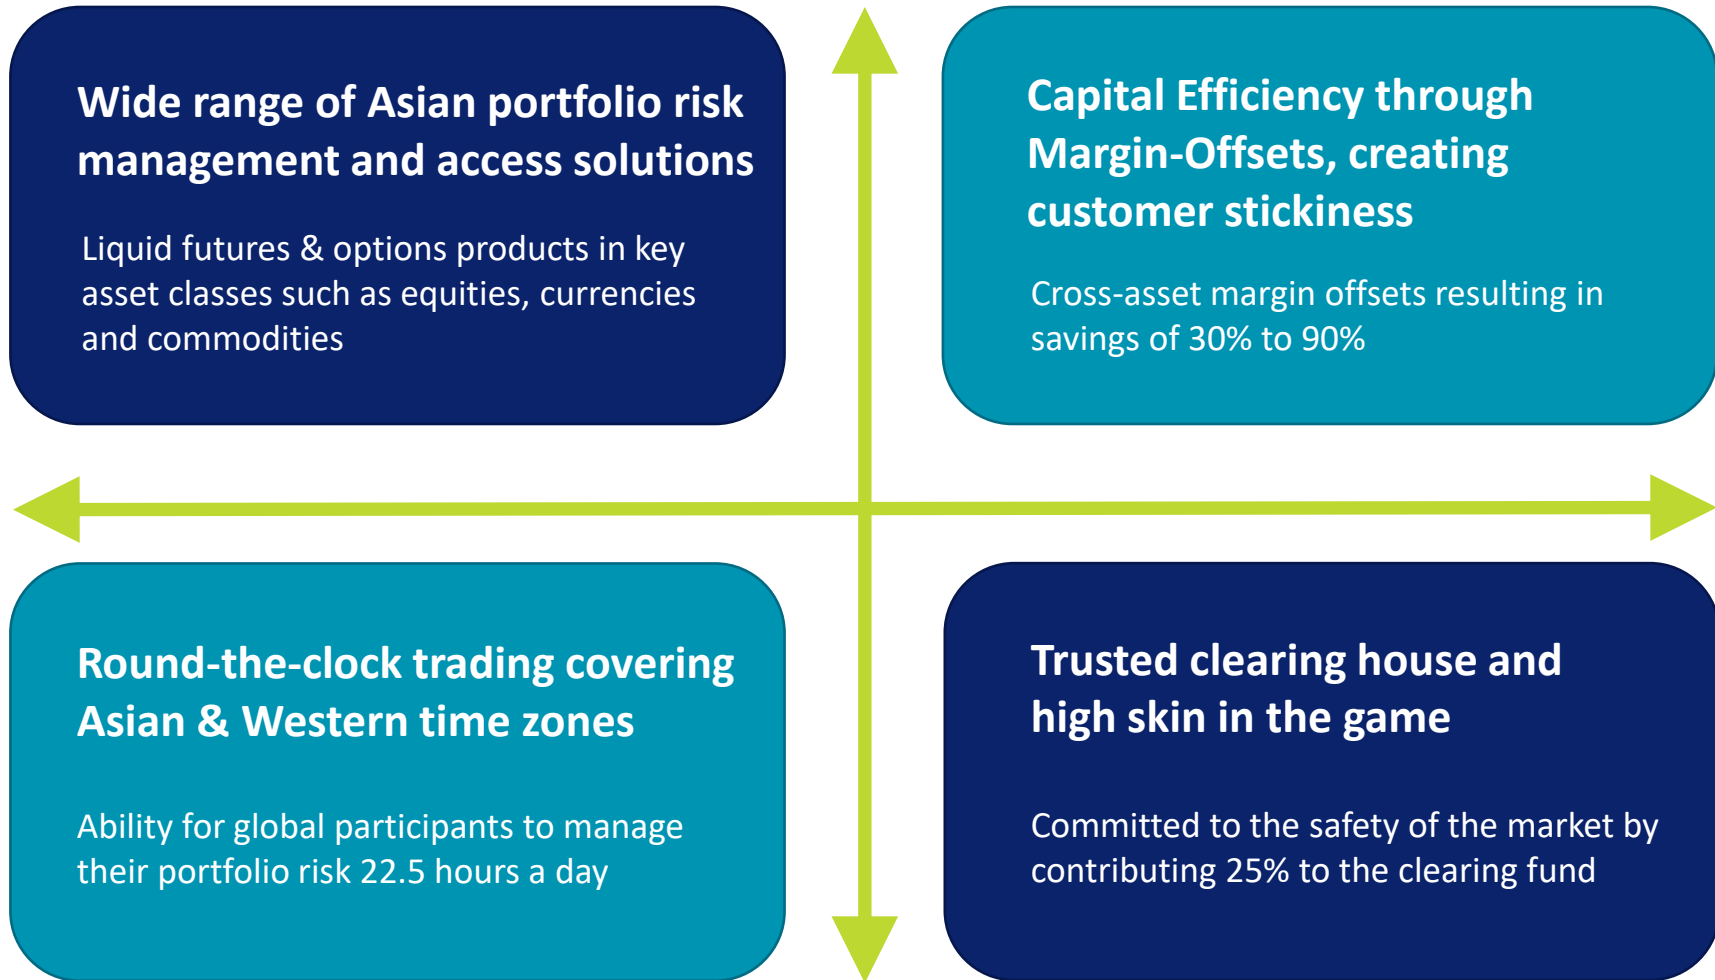 Wide range of Asian portfolio risk
management and access solutions
Liquid futures & options products in key
asset classes such as equities, currencies
and commodities
Capital Efficiency through
Margin-Offsets, creating
customer stickiness
Cross-asset margin offsets resulting in
savings of 30% to 90%
Round-the-clock trading covering
Asian & Western time zones
Ability for global participants to manage
their portfolio risk 22.5 hours a day
Trusted clearing house and
high skin in the game
Committed to the safety of the market by
contributing 25% to the clearing fund